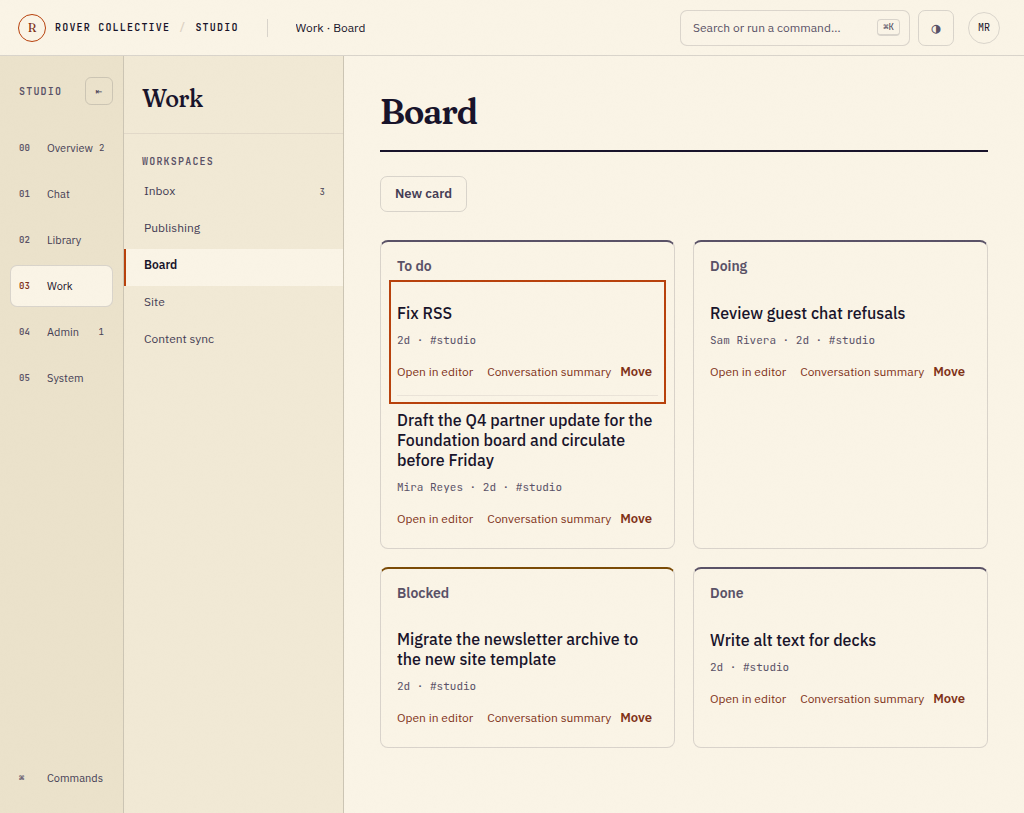 R ROVER COLLECTIVE / STUDIO
Work · Board
Search or run a command... ⌘K
◑
MR
STUDIO
⇤
00 Overview 2
01 Chat
02 Library
03 Work
04 Admin 1
05 System
⌘ Commands
Work
WORKSPACES
Inbox 3
Publishing
Board
Site
Content sync
Board
New card
To do
Fix RSS
2d · #studio
Open in editor Conversation summary Move
Draft the Q4 partner update for the
Foundation board and circulate
before Friday
Mira Reyes · 2d · #studio
Open in editor Conversation summary Move
Doing
Review guest chat refusals
Sam Rivera · 2d · #studio
Open in editor Conversation summary Move
Blocked
Migrate the newsletter archive to
the new site template
2d · #studio
Open in editor Conversation summary Move
Done
Write alt text for decks
2d · #studio
Open in editor Conversation summary Move